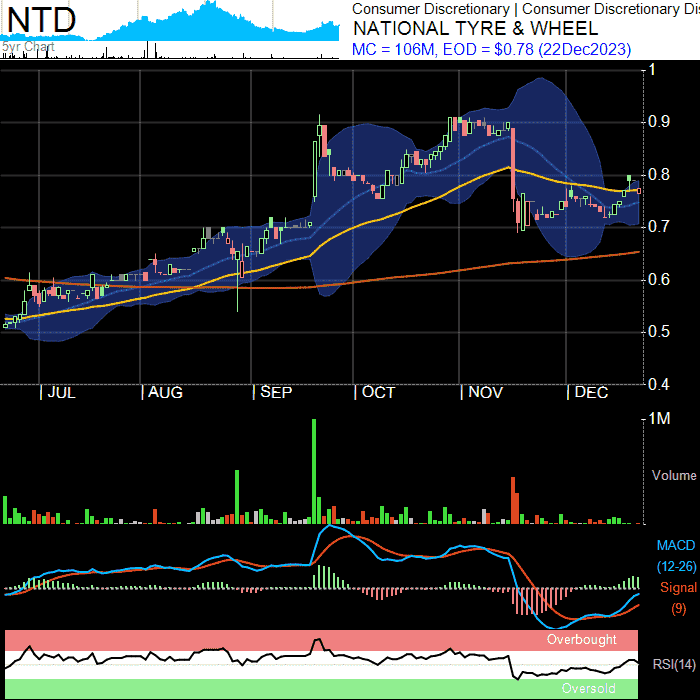 NTD
5yr Chart
Consumer Discretionary | Consumer Discretionary Dis
NATIONAL TYRE & WHEEL
MC = 106M, EOD = $0.78 (22Dec2023)
1
0.9
0.8
0.7
0.6
0.5
0.4
JUL AUG SEP OCT NOV DEC
1M
Volume
MACD
(12-26)
Signal
(9)
Overbought
RSI(14)
Oversold